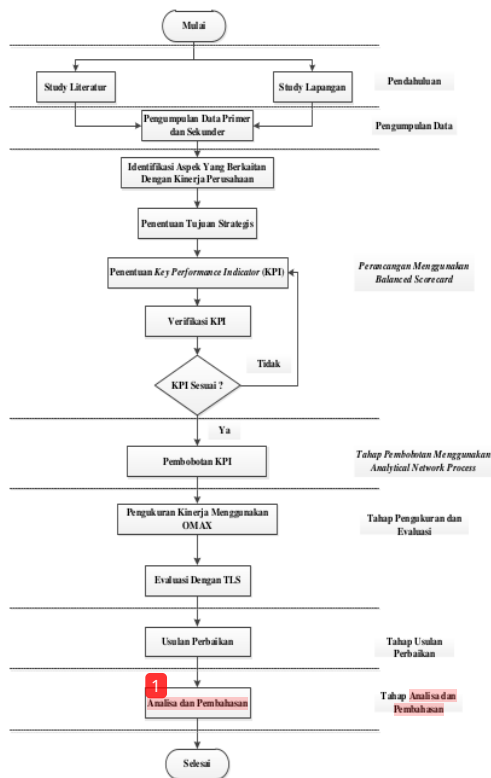 Mulai
Study Literatur
Study Lapangan
Pendahuluan
Pengumpulan Data Primer
dan Sekunder
Pengumpulan Data
Identifikasi Aspek Yang Berkaitan
Dengan Kinerja Perusahaan
Penentuan Tujuan Strategis
Penentuan Key Performance Indicator (KPI)
Perancangan Menggunakan
Balanced Scorecard
Verifikasi KPI
Tidak
KPI Sesuai ?
Ya
Pembobotan KPI
Tahap Pembobotan Menggunakan
Analytical Network Process
Pengukuran Kinerja Menggunakan
OMAX
Tahap Pengukuran dan
Evaluasi
Evaluasi Dengan TLS
Usulan Perbaikan
Tahap Usulan
Perbaikan
1
Analisa dan Pembahasan
Tahap Analisa dan
Pembahasan
Selesai